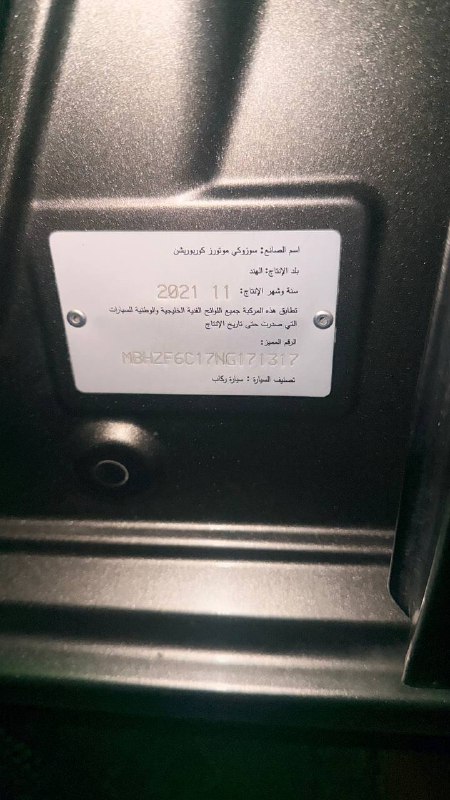 اسم الصانع: سوزوكي موتورز كوربوريشن
بلد الإنتاج: الهند
سنة وشهر الإنتاج: 2021 11
تطابق هذه المركبة جميع اللوائح الفنية الخليجية والوطنية للسيارات
التي صدرت حتى تاريخ الإنتاج
الرقم المميز:
MBHZF6C17NG171317
تصنيف السيارة : سيارة ركاب